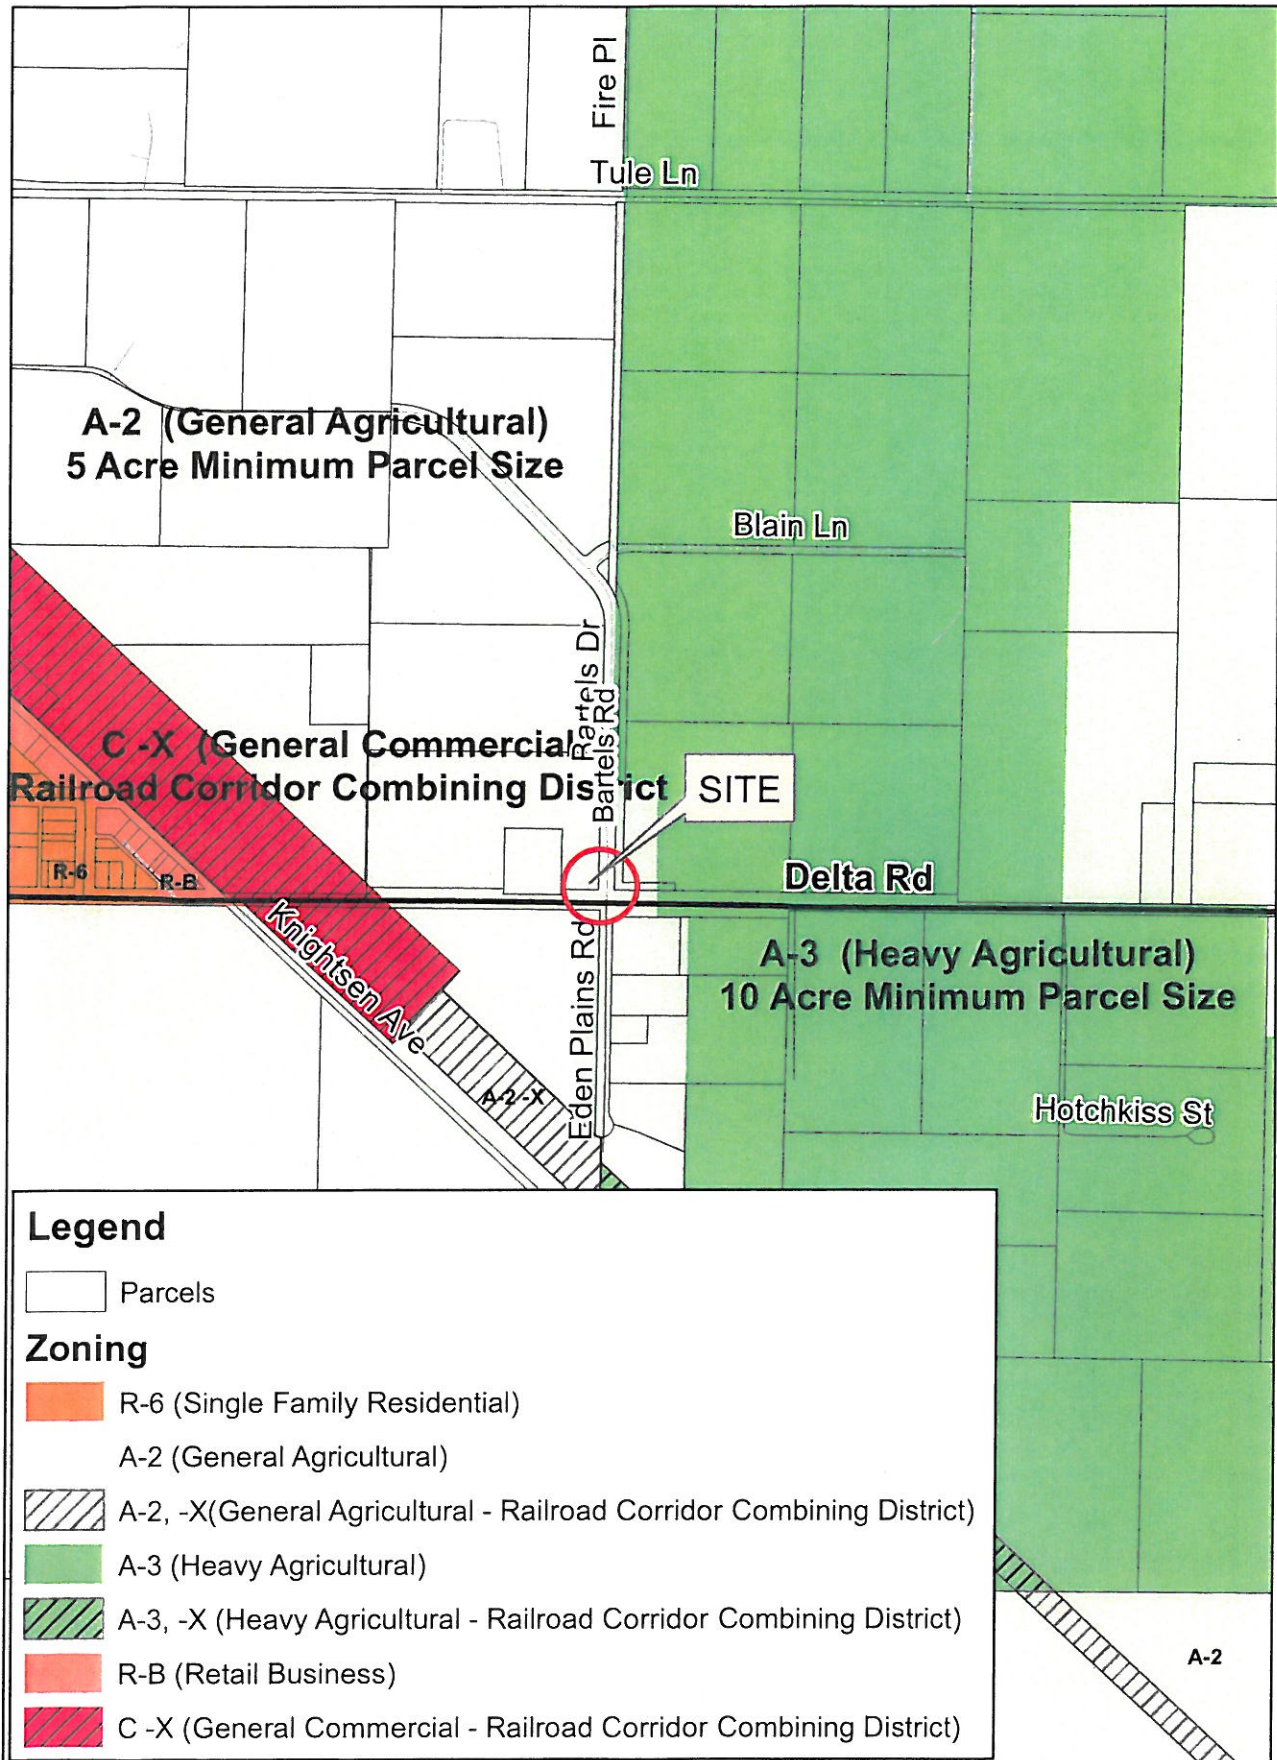 Fire Pl
Tule Ln
A-2 (General Agricultural)
5 Acre Minimum Parcel Size
Blain Ln
Bartels Dr
Bartels Rd
C -X (General Commercial
Railroad Corridor Combining District
SITE
R-6
R-B
Delta Rd
Knightsen Ave
Eden Plains Rd
A-3 (Heavy Agricultural)
10 Acre Minimum Parcel Size
A-2 -X
Hotchkiss St
Legend
Parcels
Zoning
R-6 (Single Family Residential)
A-2 (General Agricultural)
A-2, -X(General Agricultural - Railroad Corridor Combining District)
A-3 (Heavy Agricultural)
A-3, -X (Heavy Agricultural - Railroad Corridor Combining District)
R-B (Retail Business)
C -X (General Commercial - Railroad Corridor Combining District)
A-2